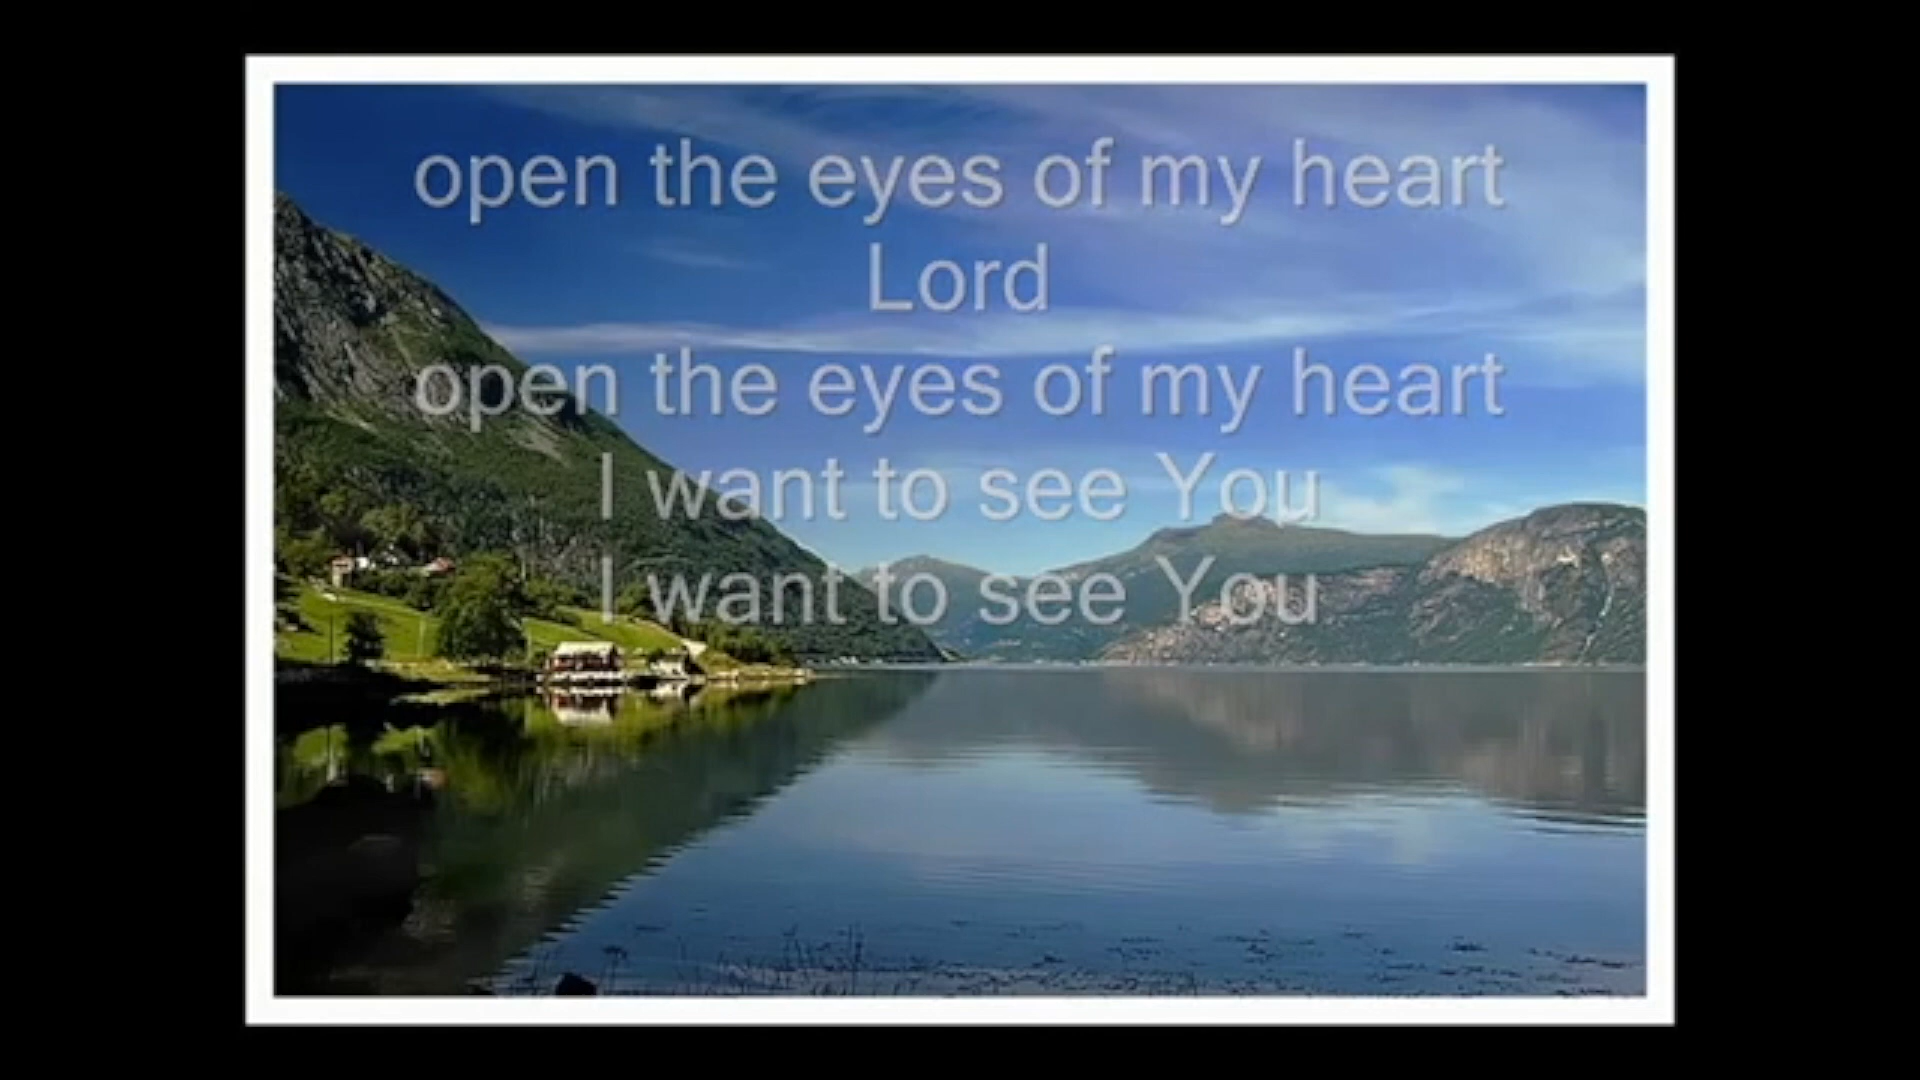 open the eyes of my heart
Lord
open the eyes of my heart
I want to see You
I want to see You